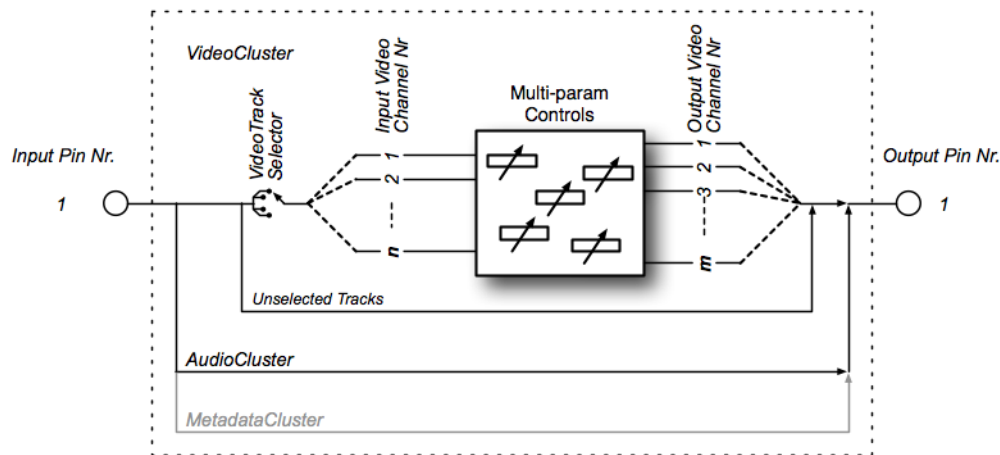 VideoCluster
VideoTrack
Selector
Input Video
Channel Nr
Multi-param
Controls
Output Video
Channel Nr
Input Pin Nr.
1
1
2
n
1
2
3
m
Output Pin Nr.
1
Unselected Tracks
AudioCluster
MetadataCluster